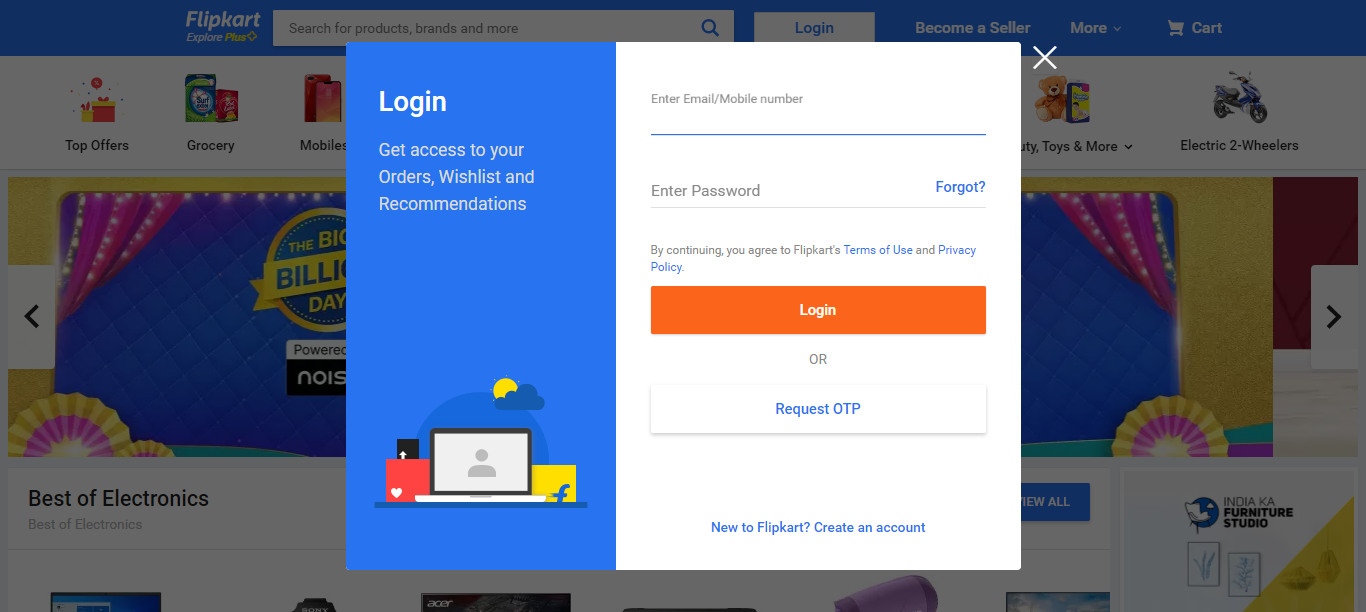 Flipkart
Explore Plus
Search for products, brands and more
Login
Become a Seller
More
Cart
Top Offers
Grocery
Mobiles
Toys & More
Electric 2-Wheelers
Login
Get access to your
Orders, Wishlist and
Recommendations
Enter Email/Mobile number
Enter Password
Forgot?
By continuing, you agree to Flipkart's Terms of Use and Privacy
Policy.
Login
OR
Request OTP
New to Flipkart? Create an account
THE BIG
BILLI
DAY
Powered
NOIS
Best of Electronics
Best of Electronics
VIEW ALL
INDIA KA
FURNITURE
STUDIO
SONY
acer